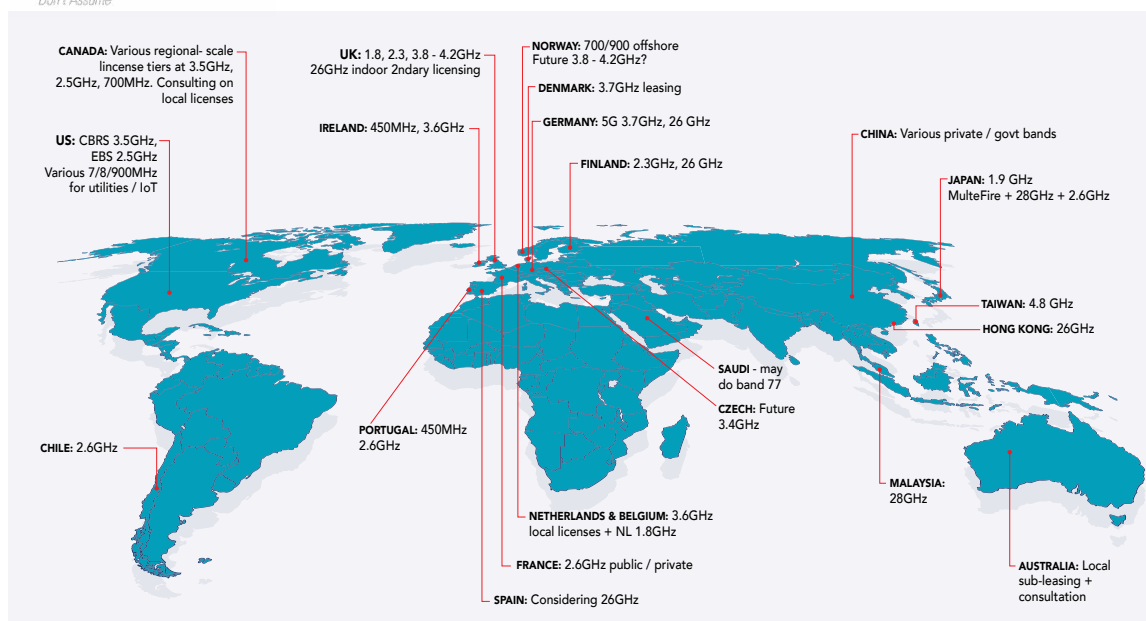 Don't Assume
CANADA: Various regional- scale
lincense tiers at 3.5GHz,
2.5GHz, 700MHz. Consulting on
local licenses
UK: 1.8, 2.3, 3.8 - 4.2GHz
26GHz indoor 2ndary licensing
NORWAY: 700/900 offshore
Future 3.8 - 4.2GHz?
DENMARK: 3.7GHz leasing
IRELAND: 450MHz, 3.6GHz
GERMANY: 5G 3.7GHz, 26 GHz
CHINA: Various private / govt bands
US: CBRS 3.5GHz,
EBS 2.5GHz
Various 7/8/900MHz
for utilities / IoT
FINLAND: 2.3GHz, 26 GHz
JAPAN: 1.9 GHz
MulteFire + 28GHz + 2.6GHz
TAIWAN: 4.8 GHz
HONG KONG: 26GHz
SAUDI - may
do band 77
CZECH: Future
3.4GHz
PORTUGAL: 450MHz
2.6GHz
CHILE: 2.6GHz
MALAYSIA:
28GHz
NETHERLANDS & BELGIUM: 3.6GHz
local licenses + NL 1.8GHz
FRANCE: 2.6GHz public / private
AUSTRALIA: Local
sub-leasing +
consultation
SPAIN: Considering 26GHz